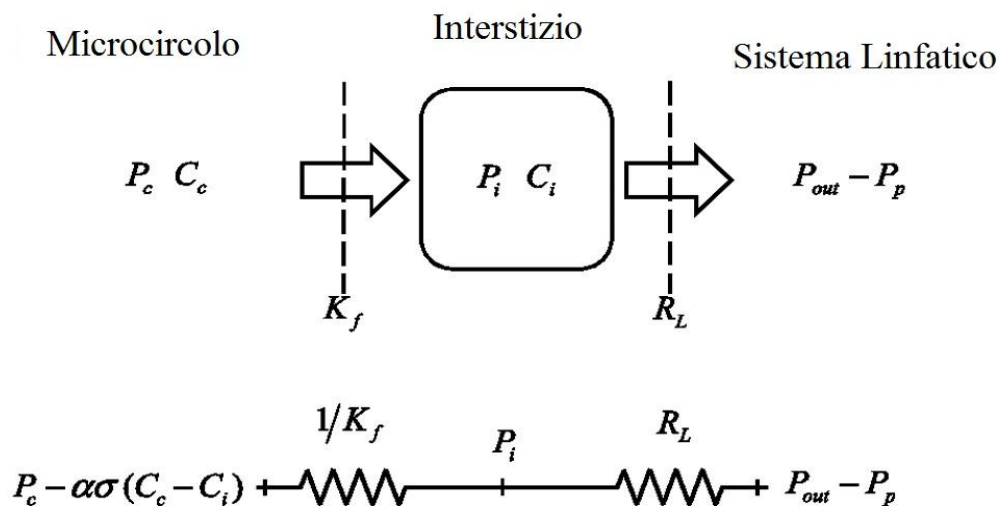 Microcircolo
Interstizio
Sistema Linfatico
P_c C_c
P_i C_i
P_out − P_p
K_f
R_L
1/K_f
P_i
R_L
P_c − ασ(C_c − C_i)
P_out − P_p